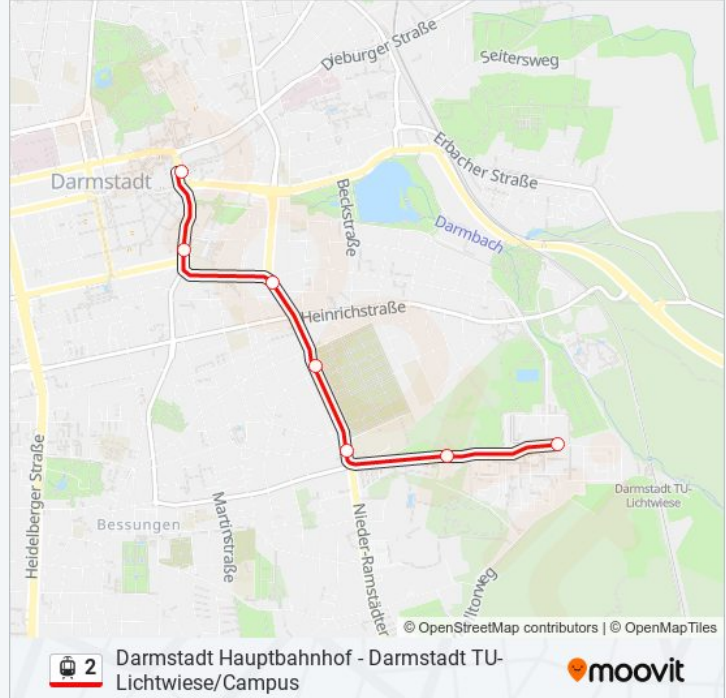 Dieburger Straße
Seitersweg
Erbacher Straße
Darmstadt
Beckstraße
Darmbach
Heinrichstraße
Heidelberger Straße
Darmstadt TU-
Lichtwiese
Martinstraße
Bessungen
Nieder-Ramstädter
© OpenStreetMap contributors | © OpenMapTiles
2
Darmstadt Hauptbahnhof - Darmstadt TU-
Lichtwiese/Campus
moovit